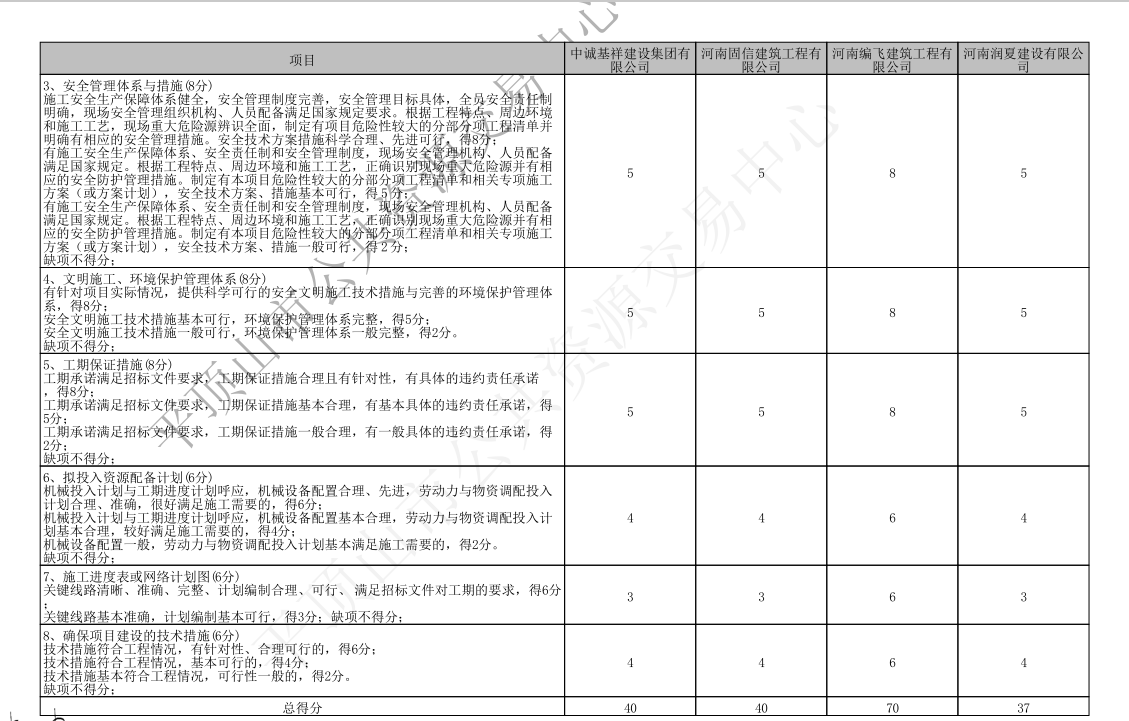 项目
中诚基祥建设集团有
限公司
河南固信建筑工程有
限公司
河南编飞建筑工程有
限公司
河南润夏建设有限公
司
3、安全管理体系与措施(8分)
施工安全生产保障体系健全，安全管理制度完善，安全管理目标具体，全员安全责任制
明确，现场安全管理组织机构、人员配备满足国家规定要求。根据工程特点、周边环境
和施工工艺，现场重大危险源辨识全面，制定有项目危险性较大的分部分项工程清单并
明确有相应的安全管理措施。安全技术方案措施科学合理、先进可行，得8分；
有施工安全生产保障体系、安全责任制和安全管理制度，现场安全管理机构、人员配备
满足国家规定。根据工程特点、周边环境和施工工艺，正确识别现场重大危险源并有相
应的安全防护管理措施。制定有本项目危险性较大的分部分项工程清单和相关专项施工
方案（或方案计划），安全技术方案、措施基本可行，得5分；
有施工安全生产保障体系、安全责任制和安全管理制度，现场安全管理机构、人员配备
满足国家规定。根据工程特点、周边环境和施工工艺，正确识别现场重大危险源并有相
应的安全防护管理措施。制定有本项目危险性较大的分部分项工程清单和相关专项施工
方案（或方案计划），安全技术方案、措施一般可行，得2分；
缺项不得分；
5
5
8
5
4、文明施工、环境保护管理体系(8分)
有针对项目实际情况，提供科学可行的安全文明施工技术措施与完善的环境保护管理体
系，得8分；
安全文明施工技术措施基本可行，环境保护管理体系完整，得5分；
安全文明施工技术措施一般可行，环境保护管理体系一般完整，得2分。
缺项不得分；
5
5
8
5
5、工期保证措施(8分)
工期承诺满足招标文件要求，工期保证措施合理且有针对性，有具体的违约责任承诺
，得8分；
工期承诺满足招标文件要求，工期保证措施基本合理，有基本具体的违约责任承诺，得
5分；
工期承诺满足招标文件要求，工期保证措施一般合理，有一般具体的违约责任承诺，得
2分；
缺项不得分；
5
5
8
5
6、拟投入资源配备计划(6分)
机械投入计划与工期进度计划呼应，机械设备配置合理、先进，劳动力与物资调配投入
计划合理、准确，很好满足施工需要的，得6分；
机械投入计划与工期进度计划呼应，机械设备配置基本合理，劳动力与物资调配投入计
划基本合理，较好满足施工需要的，得4分；
机械设备配置一般，劳动力与物资调配投入计划基本满足施工需要的，得2分。
缺项不得分；
4
4
6
4
7、施工进度表或网络计划图(6分)
关键线路清晰、准确、完整、计划编制合理、可行、 满足招标文件对工期的要求，得6分
；
关键线路基本准确，计划编制基本可行，得3分；缺项不得分；
3
3
6
3
8、确保项目建设的技术措施(6分)
技术措施符合工程情况，有针对性、合理可行的，得6分；
技术措施符合工程情况，基本可行的，得4分；
技术措施基本符合工程情况，可行性一般的，得2分。
缺项不得分；
4
4
6
4
总得分
40
40
70
37
平顶山市公共资源交易中心
平顶山市公共资源交易中心